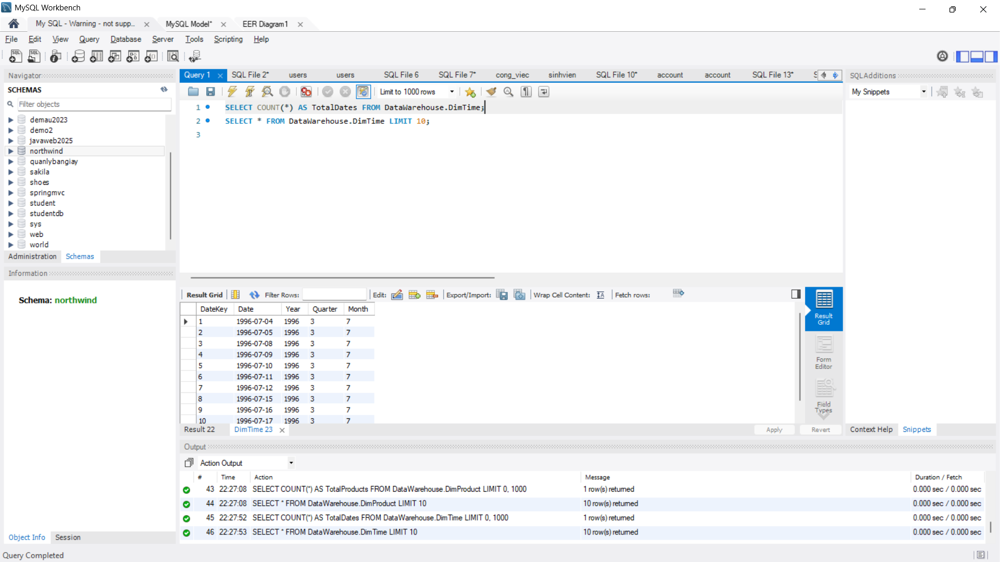 MySQL Workbench
My SQL - Warning - not supp...
MySQL Model*
EER Diagram1
File Edit View Query Database Server Tools Scripting Help
Navigator
SCHEMAS
Filter objects
demau2023
demo2
javaweb2025
northwind
quanlybangiay
sakila
shoes
springmvc
student
studentdb
sys
web
world
Administration Schemas
Information
Schema: northwind
Object Info Session
Query 1 SQL File 2* users users SQL File 6 SQL File 7* cong_viec sinhvien SQL File 10* account account SQL File 13* S
Limit to 1000 rows
1 SELECT COUNT(*) AS TotalDates FROM DataWarehouse.DimTime;
2 SELECT * FROM DataWarehouse.DimTime LIMIT 10;
3
Result Grid Filter Rows: Edit: Export/Import: Wrap Cell Content: Fetch rows:
DateKey Date Year Quarter Month
1 1996-07-04 1996 3 7
2 1996-07-05 1996 3 7
3 1996-07-08 1996 3 7
4 1996-07-09 1996 3 7
5 1996-07-10 1996 3 7
6 1996-07-11 1996 3 7
7 1996-07-12 1996 3 7
8 1996-07-15 1996 3 7
9 1996-07-16 1996 3 7
10 1996-07-17 1996 3 7
Result Grid
Form Editor
Field Types
Result 22 DimTime 23 Apply Revert
SQLAdditions
My Snippets
Context Help Snippets
Output
Action Output
# Time Action Message Duration / Fetch
43 22:27:08 SELECT COUNT(*) AS TotalProducts FROM DataWarehouse.DimProduct LIMIT 0, 1000 1 row(s) returned 0.000 sec / 0.000 sec
44 22:27:08 SELECT * FROM DataWarehouse.DimProduct LIMIT 10 10 row(s) returned 0.000 sec / 0.000 sec
45 22:27:52 SELECT COUNT(*) AS TotalDates FROM DataWarehouse.DimTime LIMIT 0, 1000 1 row(s) returned 0.000 sec / 0.000 sec
46 22:27:53 SELECT * FROM DataWarehouse.DimTime LIMIT 10 10 row(s) returned 0.000 sec / 0.000 sec
Query Completed